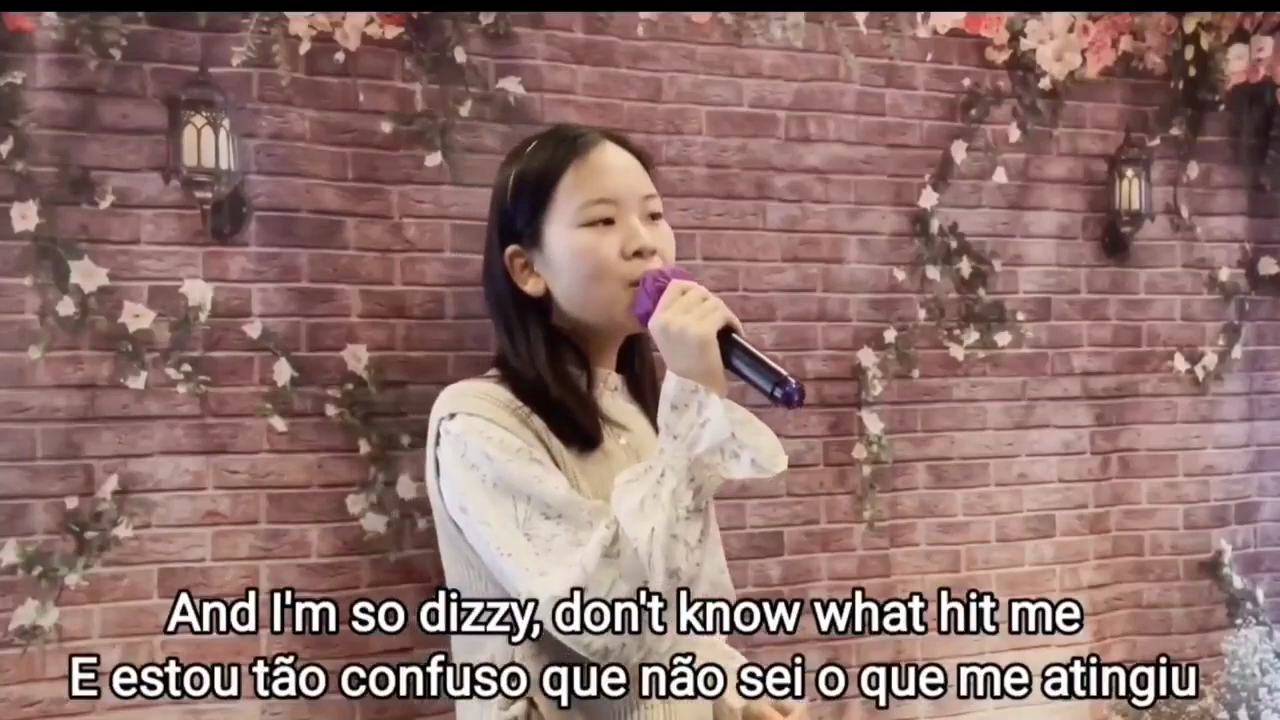 And I'm so dizzy, don't know what hit me
E estou tão confuso que não sei o que me atingiu